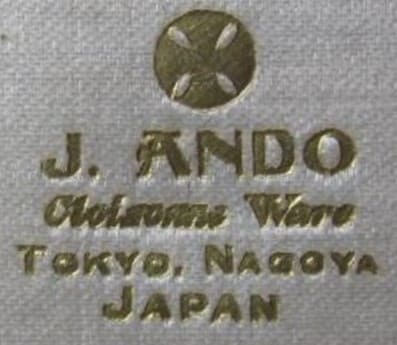 J. ANDO
Cloisonne Ware
TOKYO, NAGOYA
JAPAN